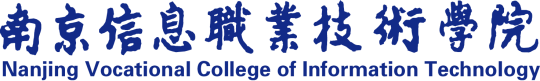 南京信息職業技術學院
Nanjing Vocational College of Information Technology